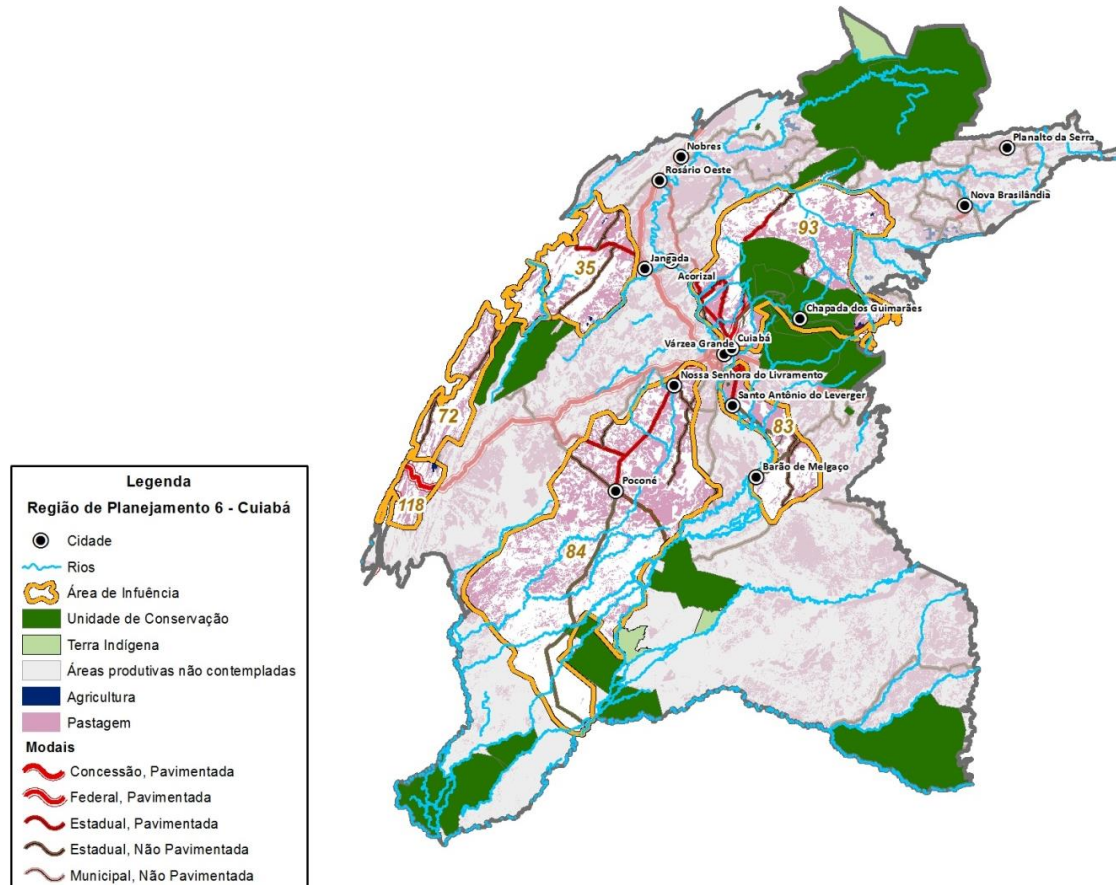 Planalto da Serra
Nobres
Rosário Oeste
Nova Brasilândia
93
35
Jangada
Acorizal
Chapada dos Guimarães
Cuiabá
Várzea Grande
Nossa Senhora do Livramento
Santo Antônio do Leverger
72
83
Barão de Melgaço
118
Poconé
84
Legenda
Região de Planejamento 6 - Cuiabá
Cidade
Rios
Área de Infuência
Unidade de Conservação
Terra Indígena
Áreas produtivas não contempladas
Agricultura
Pastagem
Modais
Concessão, Pavimentada
Federal, Pavimentada
Estadual, Pavimentada
Estadual, Não Pavimentada
Municipal, Não Pavimentada